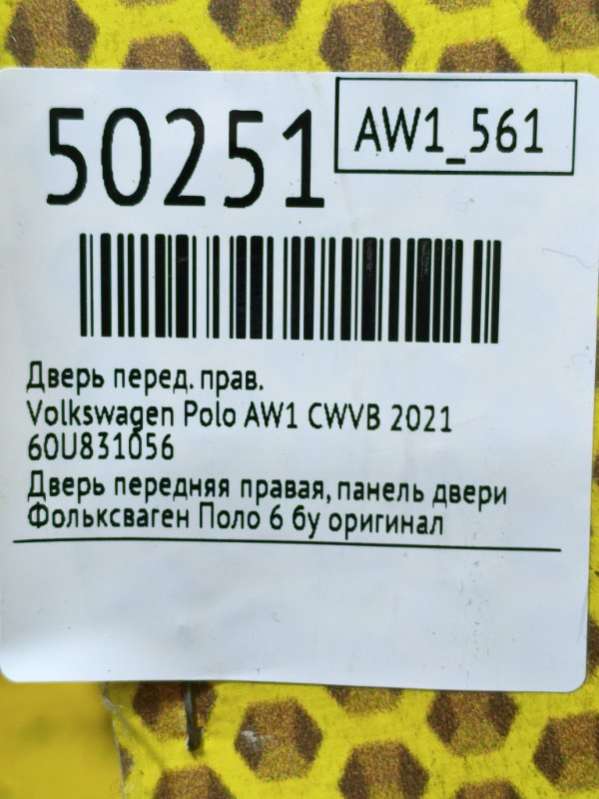 50251
AW1_561
Дверь перед. прав.
Volkswagen Polo AW1 CWVB 2021
60U831056
Дверь передняя правая, панель двери
Фольксваген Поло 6 бу оригинал